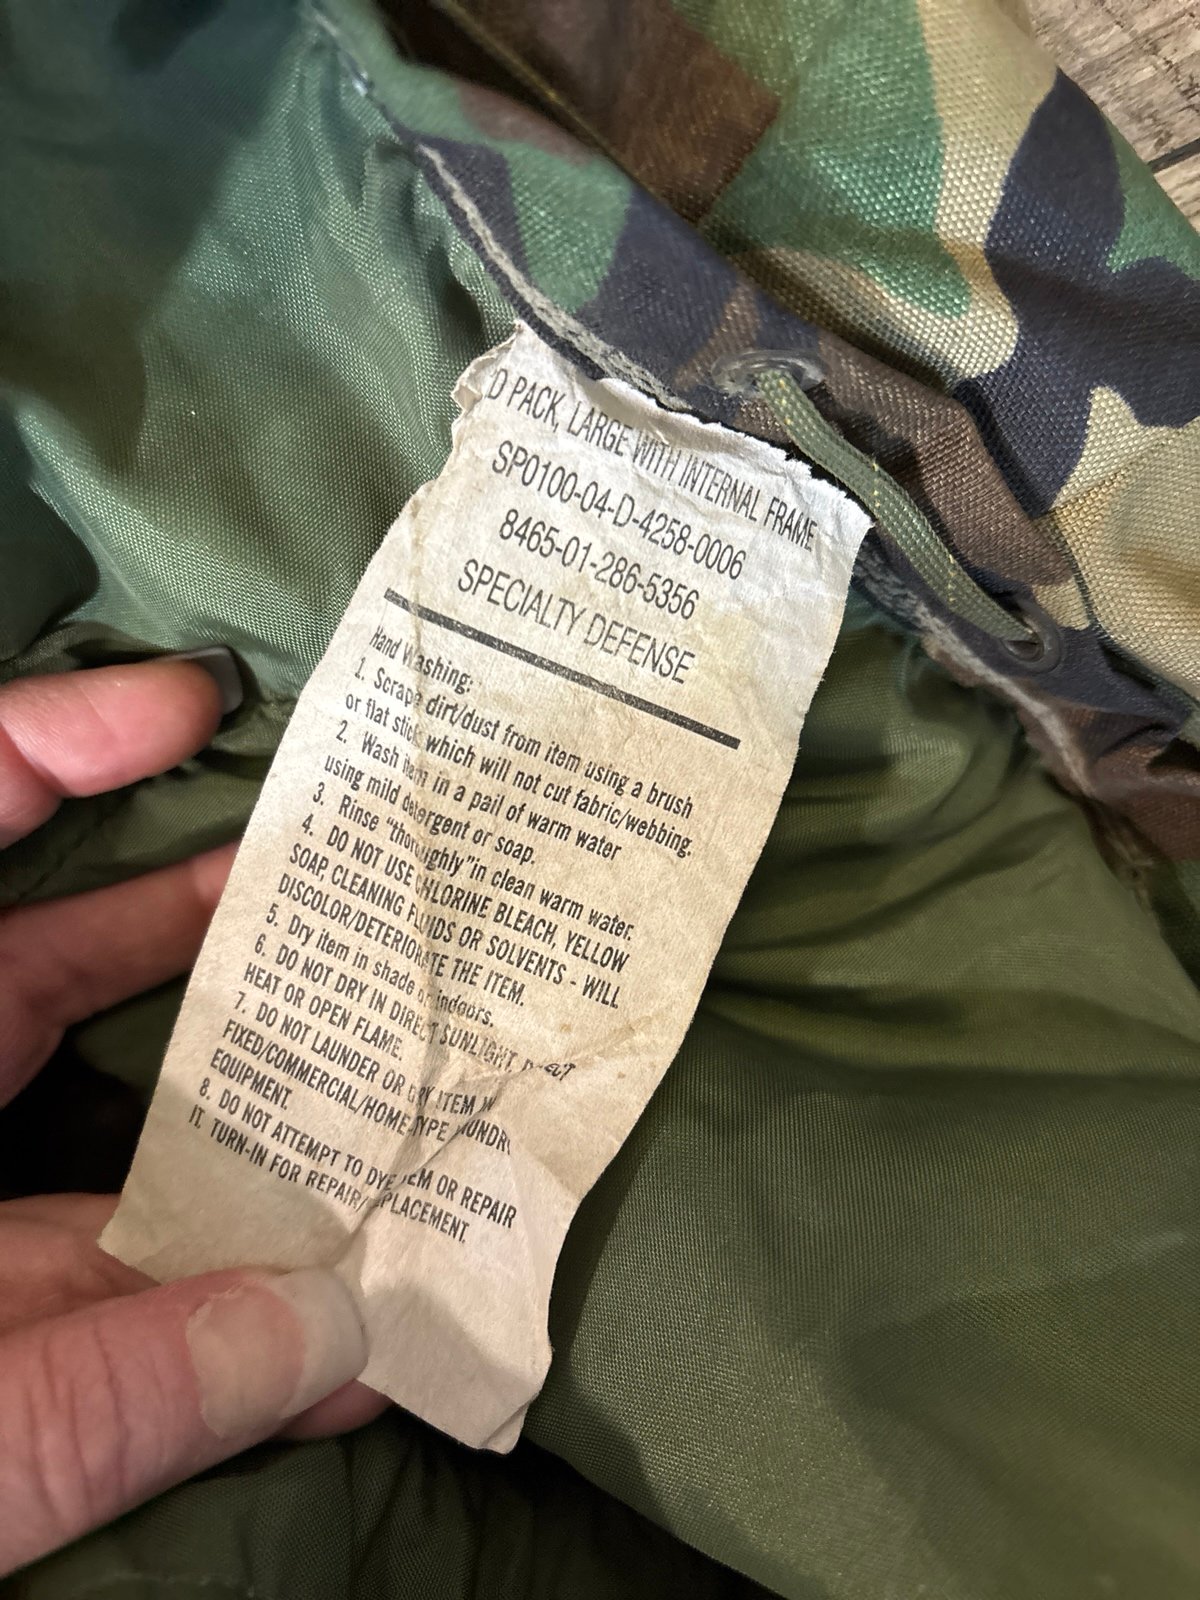 D PACK, LARGE WITH INTERNAL FRAME
SP0100-04-D-4258-0006
8465-01-286-5356
SPECIALTY DEFENSE
Hand Washing:
1. Scrape dirt/dust from item using a brush
or flat stick which will not cut fabric/webbing.
2. Wash item in a pail of warm water
using mild detergent or soap.
3. Rinse "thoroughly"in clean warm water.
4. DO NOT USE CHLORINE BLEACH, YELLOW
SOAP, CLEANING FLUIDS OR SOLVENTS - WILL
DISCOLOR/DETERIORATE THE ITEM.
5. Dry item in shade or indoors.
6. DO NOT DRY IN DIRECT SUNLIGHT, DIRECT
HEAT OR OPEN FLAME.
7. DO NOT LAUNDER OR DRY ITEM IN
FIXED/COMMERCIAL/HOME-TYPE LAUNDRY
EQUIPMENT.
8. DO NOT ATTEMPT TO DYE ITEM OR REPAIR
IT. TURN-IN FOR REPAIR/REPLACEMENT.